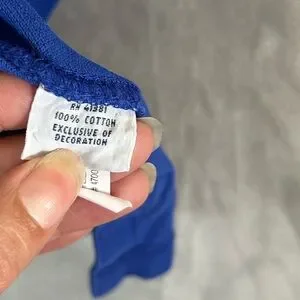 RN 41381
100% COTTON
EXCLUSIVE OF
DECORATION